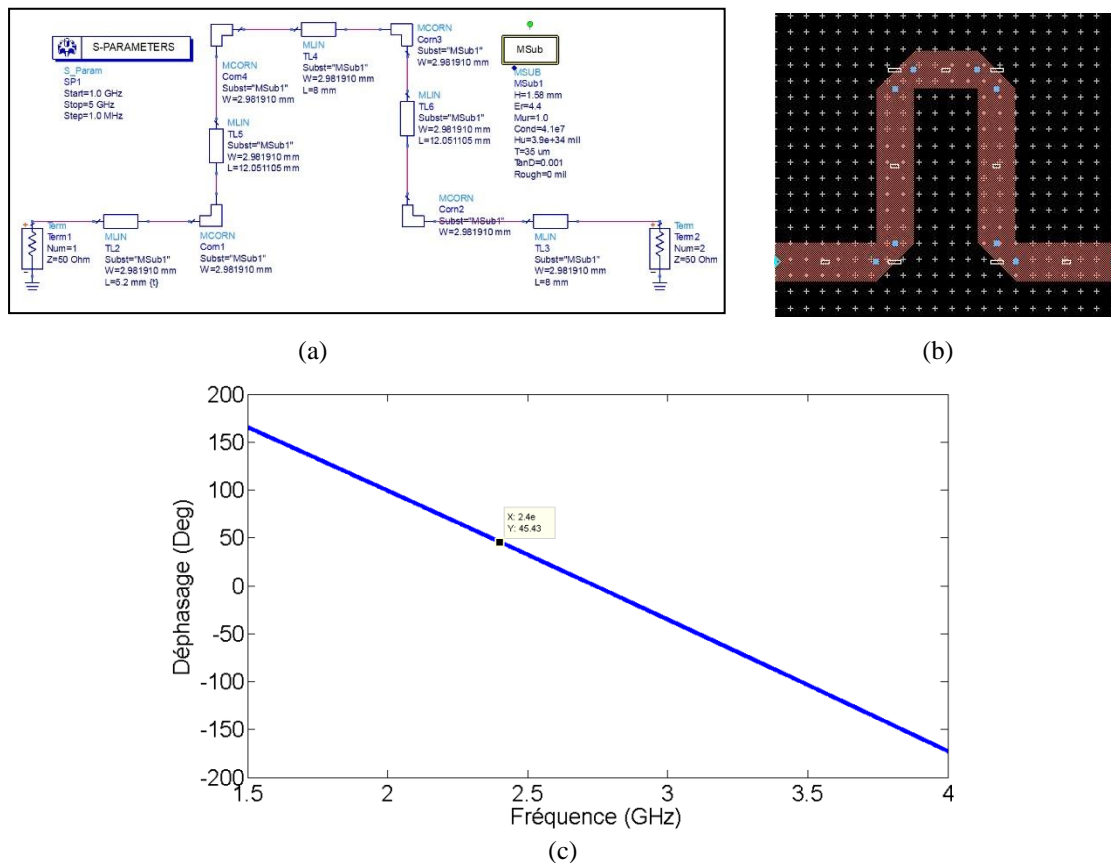 S-PARAMETERS
S_Param
SP1
Start=1.0 GHz
Stop=5 GHz
Step=1.0 MHz
MCORN
Corn4
Subst="MSub1"
W=2.981910 mm
MLIN
TL4
Subst="MSub1"
W=2.981910 mm
L=8 mm
MCORN
Corn3
Subst="MSub1"
W=2.981910 mm
MSub
MSUB
MSub1
H=1.58 mm
Er=4.4
Mur=1.0
Cond=4.1e7
Hu=3.9e+34 mil
T=35 um
TanD=0.001
Rough=0 mil
MLIN
TL5
Subst="MSub1"
W=2.981910 mm
L=12.051105 mm
MLIN
TL6
Subst="MSub1"
W=2.981910 mm
L=12.051105 mm
Term
Term1
Num=1
Z=50 Ohm
MLIN
TL2
Subst="MSub1"
W=2.981910 mm
L=5.2 mm {t}
MCORN
Corn1
Subst="MSub1"
W=2.981910 mm
MCORN
Corn2
Subst="MSub1"
W=2.981910 mm
MLIN
TL3
Subst="MSub1"
W=2.981910 mm
L=8 mm
Term
Term2
Num=2
Z=50 Ohm
(a)
(b)
200
150
100
50
0
-50
-100
-150
-200
Déphasage (Deg)
X: 2.4e
Y: 45.43
1.5
2
2.5
3
3.5
4
Fréquence (GHz)
(c)